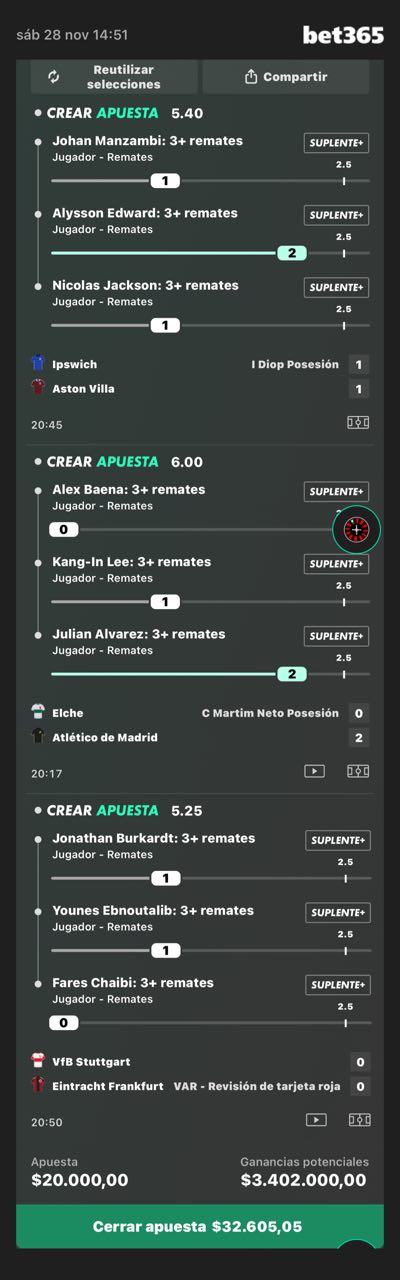 sáb 28 nov 14:51
bet365
Reutilizar
selecciones
Compartir
CREAR APUESTA 5.40
Johan Manzambi: 3+ remates
SUPLENTE+
Jugador - Remates
2.5
1
Alysson Edward: 3+ remates
SUPLENTE+
Jugador - Remates
2.5
2
Nicolas Jackson: 3+ remates
SUPLENTE+
Jugador - Remates
2.5
1
Ipswich I Diop Posesión 1
Aston Villa 1
20:45
CREAR APUESTA 6.00
Alex Baena: 3+ remates
SUPLENTE+
Jugador - Remates
0
Kang-In Lee: 3+ remates
SUPLENTE+
Jugador - Remates
2.5
1
Julian Alvarez: 3+ remates
SUPLENTE+
Jugador - Remates
2.5
2
Elche C Martim Neto Posesión 0
Atlético de Madrid 2
20:17
CREAR APUESTA 5.25
Jonathan Burkardt: 3+ remates
SUPLENTE+
Jugador - Remates
2.5
1
Younes Ebnoutalib: 3+ remates
SUPLENTE+
Jugador - Remates
2.5
1
Fares Chaibi: 3+ remates
SUPLENTE+
Jugador - Remates
2.5
0
VfB Stuttgart 0
Eintracht Frankfurt VAR - Revisión de tarjeta roja 0
20:50
Apuesta Ganancias potenciales
$20.000,00 $3.402.000,00
Cerrar apuesta $32.605,05